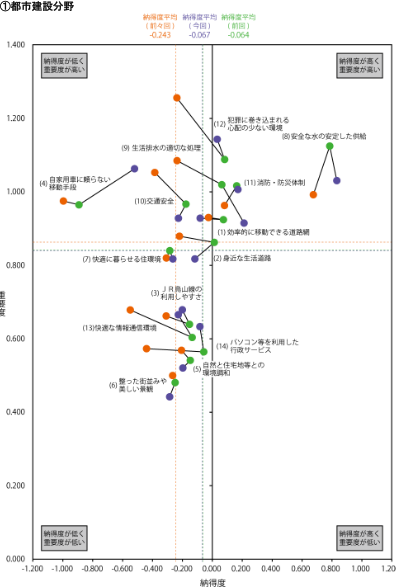 ①都市建設分野
納得度平均
（前々回）
-0.243
納得度平均
（今回）
-0.067
納得度平均
（前回）
-0.064
1.400
1.200
1.000
0.800
0.600
0.400
0.200
0.000
重要度
納得度が低く
重要度が高い
納得度が高く
重要度が高い
(12) 犯罪に巻き込まれる
心配の少ない環境
(8)安全な水の安定した供給
(9) 生活排水の適切な処理
(4) 自家用車に頼らない
移動手段
(11)消防・防災体制
(10)交通安全
(1)効率的に移動できる道路網
(7)快適に暮らせる住環境
(2)身近な生活道路
(3) ＪＲ烏山線の
利用しやすさ
(13)快適な情報通信環境
(14) パソコン等を利用した
行政サービス
(5) 自然と住宅地等との
環境調和
(6) 整った街並みや
美しい景観
納得度が低く
重要度が低い
納得度が高く
重要度が低い
-1.200 -1.000 -0.800 -0.600 -0.400 -0.200 0.000 0.200 0.400 0.600 0.800 1.000 1.200
納得度